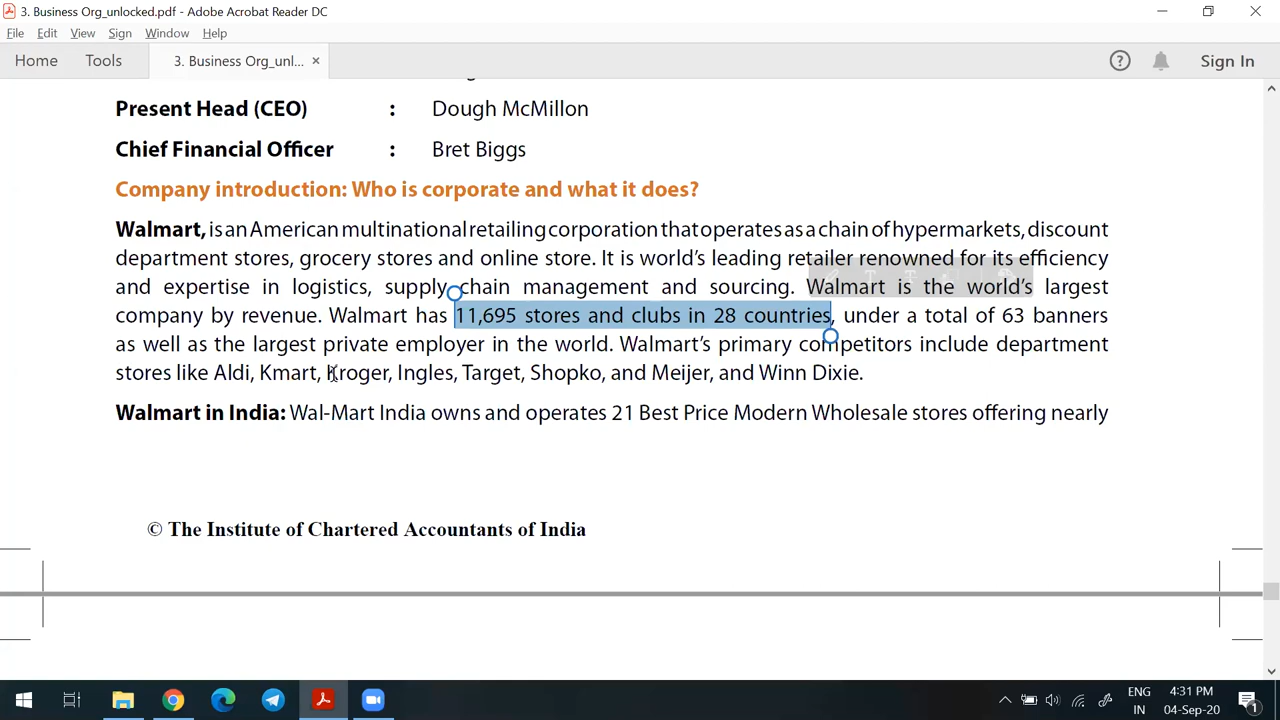 3. Business Org_unlocked.pdf - Adobe Acrobat Reader DC
File Edit View Sign Window Help
Home Tools 3. Business Org_unl... × Sign In
Present Head (CEO) : Dough McMillon
Chief Financial Officer : Bret Biggs
Company introduction: Who is corporate and what it does?
Walmart, is an American multinational retailing corporation that operates as a chain of hypermarkets, discount
department stores, grocery stores and online store. It is world's leading retailer renowned for its efficiency
and expertise in logistics, supply chain management and sourcing. Walmart is the world's largest
company by revenue. Walmart has 11,695 stores and clubs in 28 countries, under a total of 63 banners
as well as the largest private employer in the world. Walmart's primary competitors include department
stores like Aldi, Kmart, Kroger, Ingles, Target, Shopko, and Meijer, and Winn Dixie.
Walmart in India: Wal-Mart India owns and operates 21 Best Price Modern Wholesale stores offering nearly
© The Institute of Chartered Accountants of India
ENG 4:31 PM
IN 04-Sep-20 1